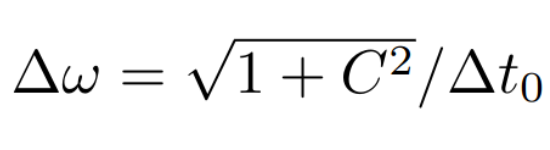 Δω = √(1 + C²)/Δt₀